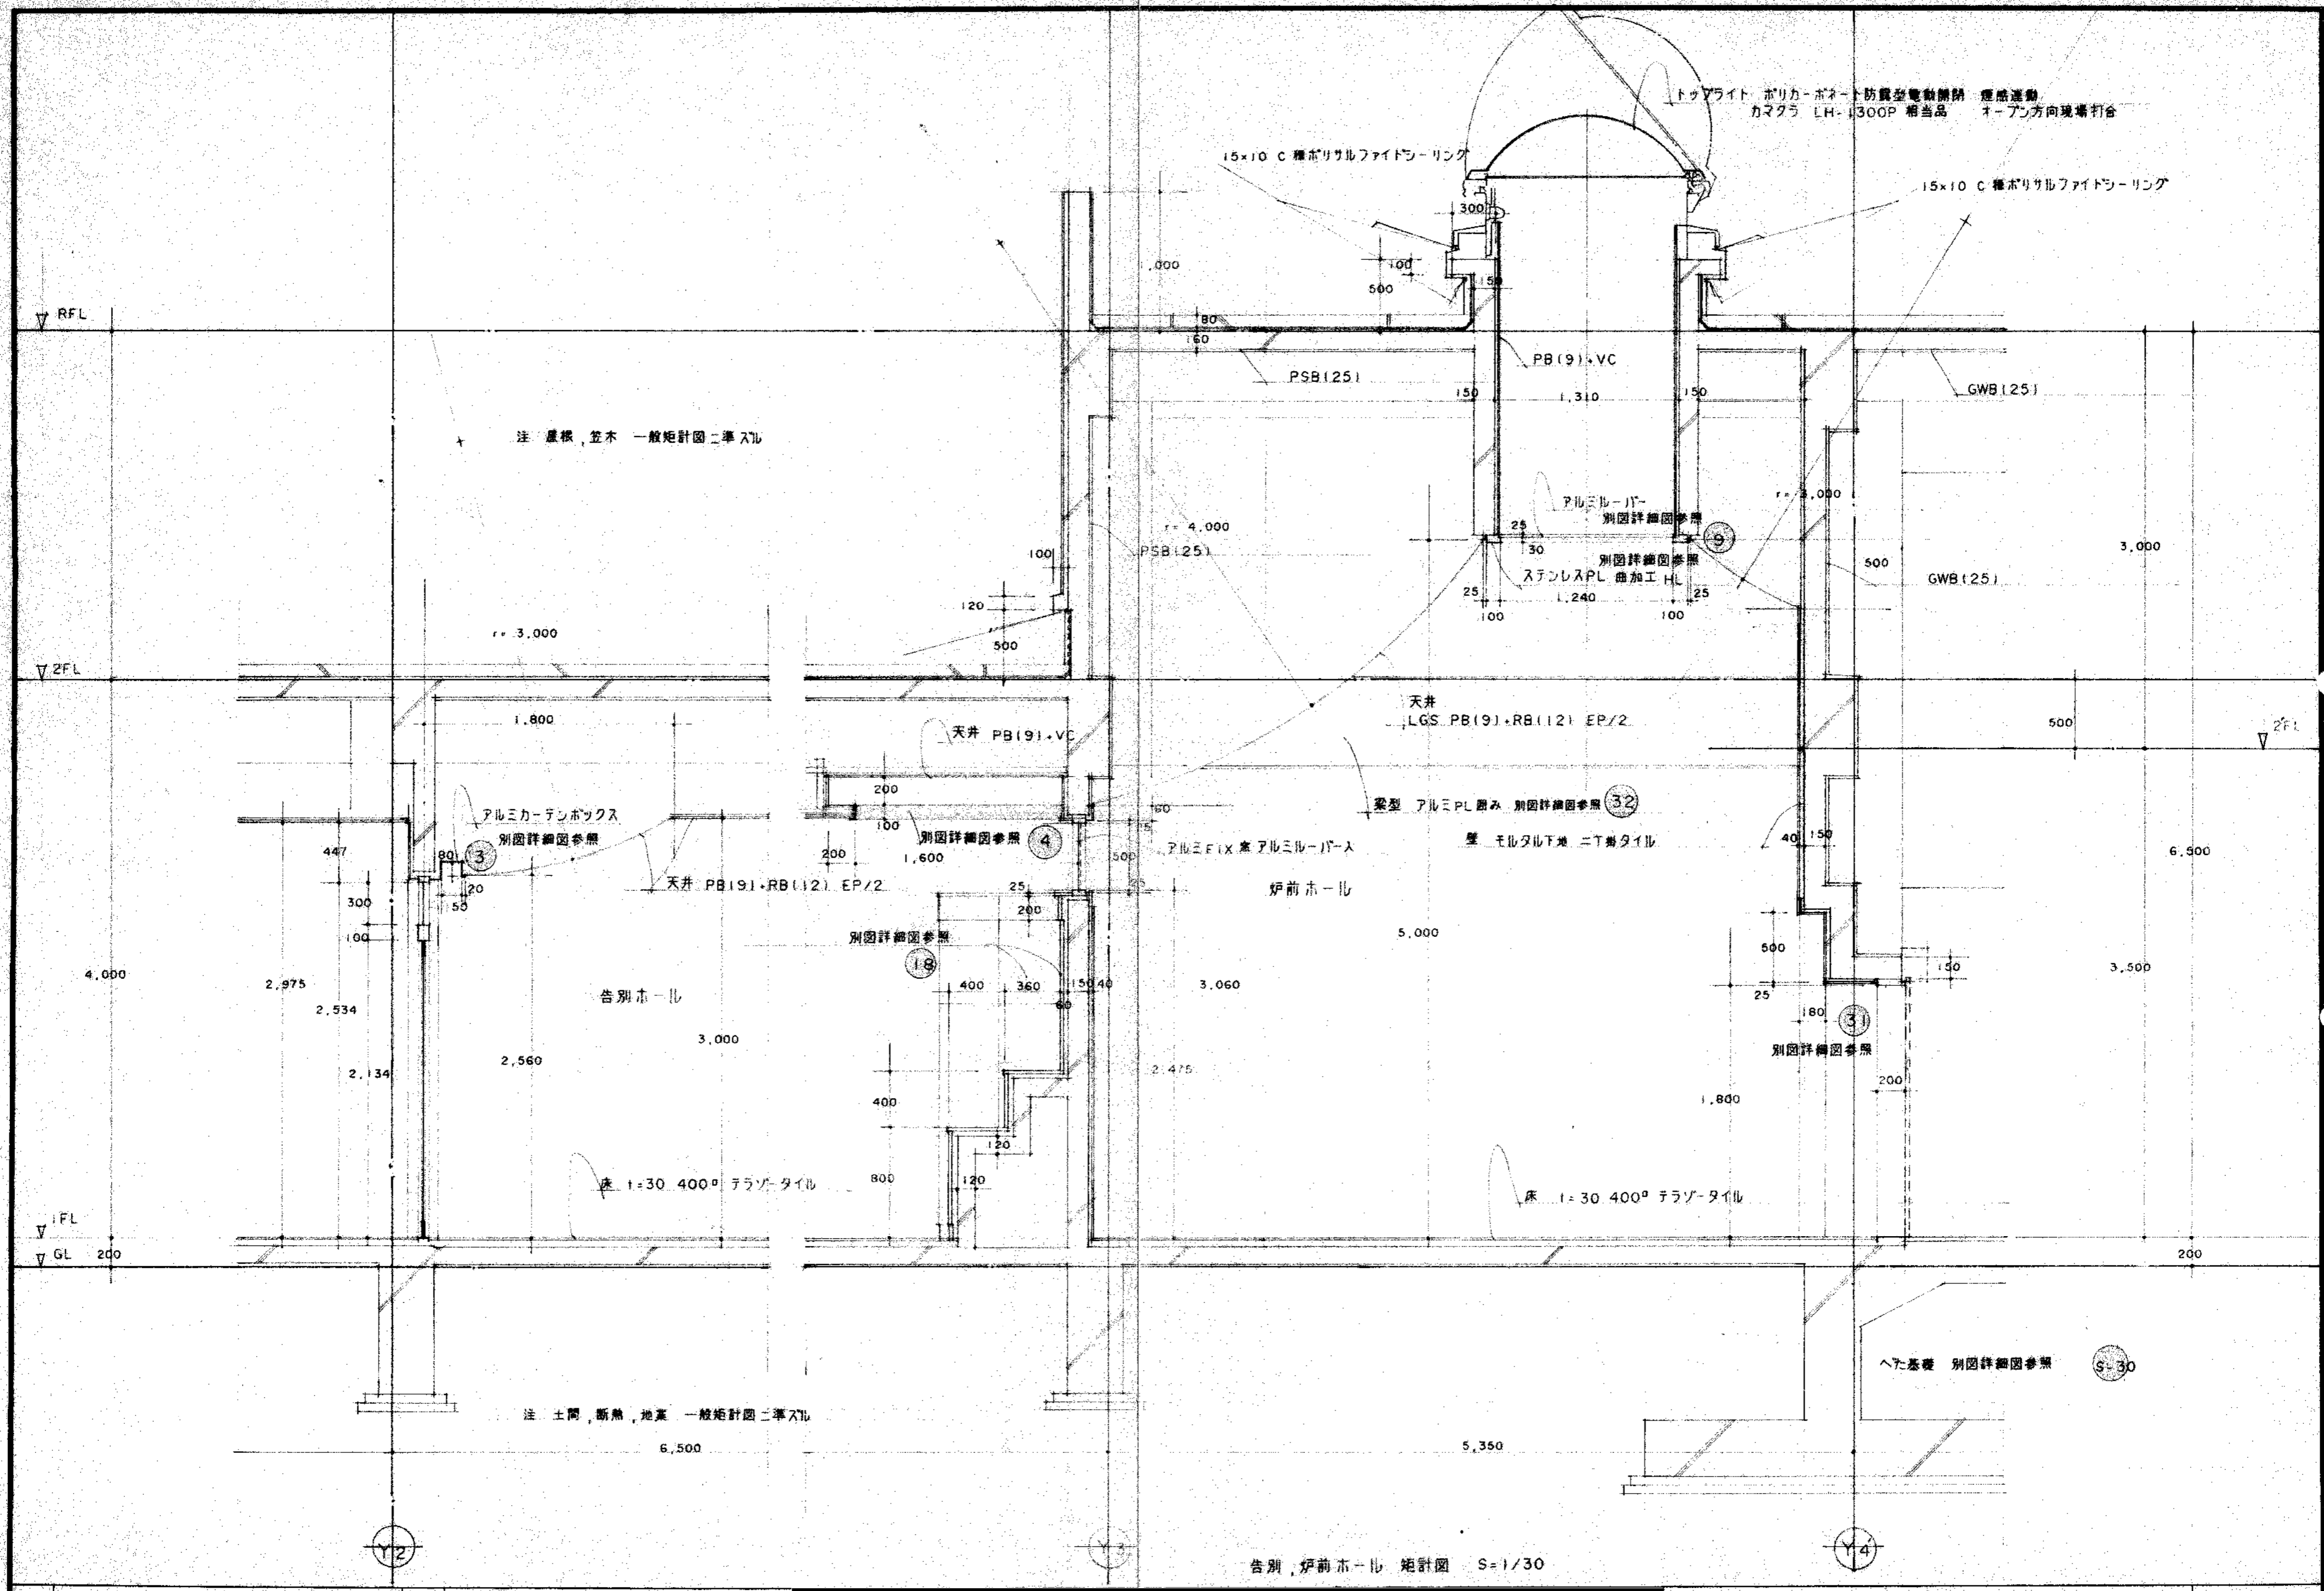 トップライト ポリカーボネート防露型電動開閉 煙感連動
カマクラ LH-1300P 相当品 オープン方向現場打合
15×10 C種ポリサルファイドシーリング
15×10 C種ポリサルファイドシーリング
300
1,000
100
500
150
RFL
80
160
PB(9)+VC
PSB(25)
GWB(25)
150
1,310
150
注 屋根,笠木 一般矩計図ニ準ズル
アルミルーバー
別図詳細図参照
9
r=3,000
r=4,000
25
30
3,000
100
PSB(25)
別図詳細図参照
ステンレスPL 曲加工 HL
500
GWB(25)
25
1,240
25
100
100
120
r=3,000
500
2FL
天井
LGS PB(9)+RB(12) EP/2
1,800
500
2FL
天井 PB(9)+VC
200
アルミカーテンボックス
別図詳細図参照
3
60
梁型 アルミPL囲み 別図詳細図参照
32
100
別図詳細図参照
4
壁 モルタル下地 二丁掛タイル
40
150
447
80
200
1,600
500
アルミFIX窓 アルミルーバー入
6,500
20
天井 PB(9)+RB(12) EP/2
25
炉前ホール
300
55
200
100
別図詳細図参照
18
5,000
500
4,000
2,975
2,534
告別ホール
400
360
150
40
60
3,060
150
3,500
25
180
31
別図詳細図参照
3,000
2,560
2,134
2,475
200
400
1,800
120
床 t=30 400□ テラゾータイル
800
120
床 t=30 400□ テラゾータイル
1FL
GL
200
200
べた基礎 別図詳細図参照
S-30
注 土間,断熱,地業 一般矩計図ニ準ズル
6,500
5,350
Y2
Y3
Y4
告別,炉前ホール 矩計図 S=1/30